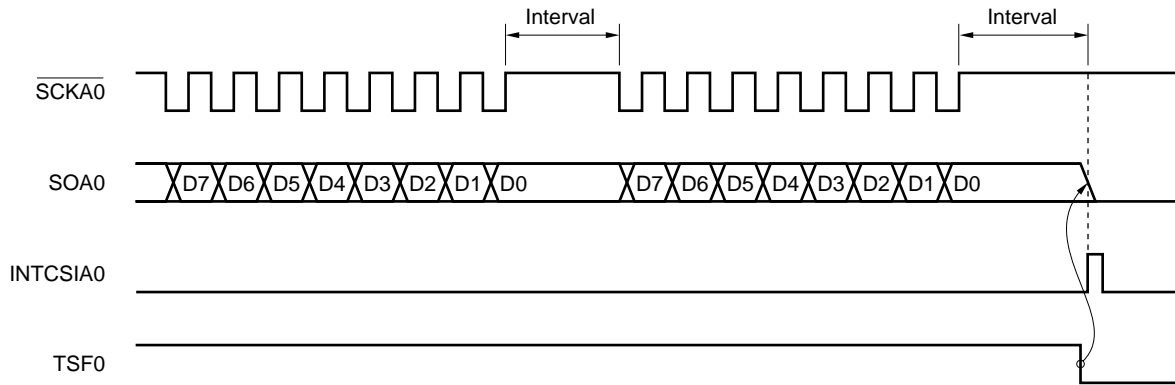 Interval Interval
SCKA0
SOA0 D7 D6 D5 D4 D3 D2 D1 D0 D7 D6 D5 D4 D3 D2 D1 D0
INTCSIA0
TSF0